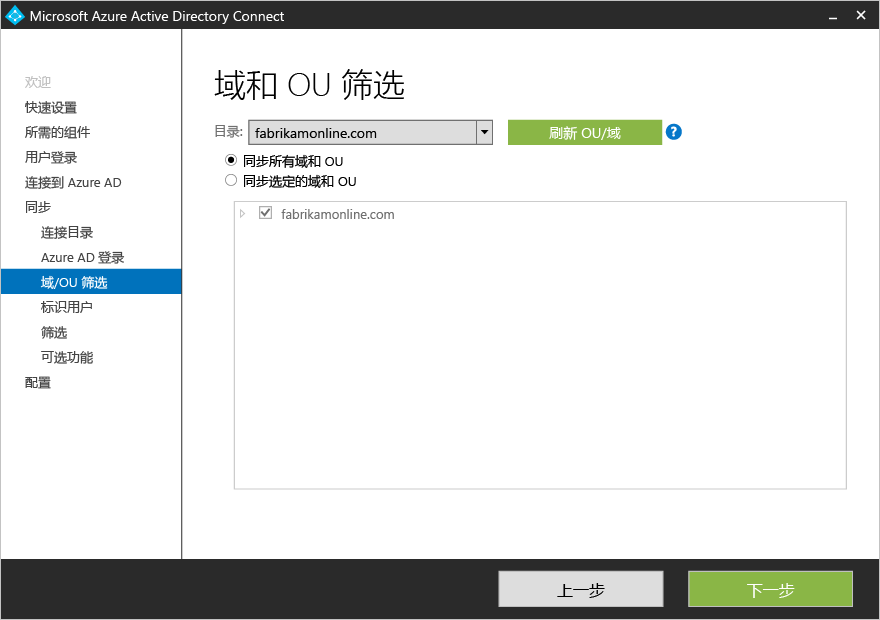 Microsoft Azure Active Directory Connect
欢迎
快速设置
所需的组件
用户登录
连接到 Azure AD
同步
连接目录
Azure AD 登录
域/OU 筛选
标识用户
筛选
可选功能
配置
域和 OU 筛选
目录: fabrikamonline.com 刷新 OU/域 ?
同步所有域和 OU
同步选定的域和 OU
fabrikamonline.com
上一步 下一步